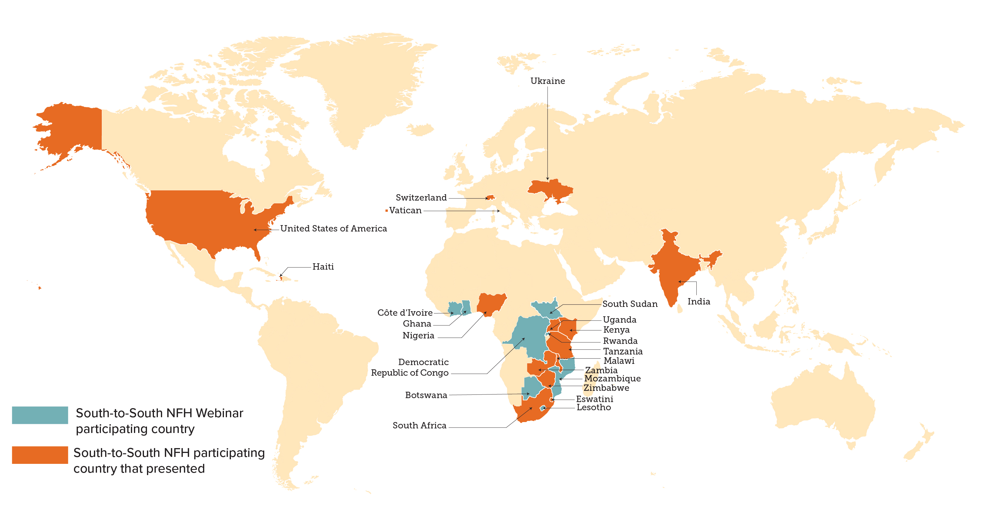 Ukraine
Switzerland
Vatican
United States of America
Haiti
India
South Sudan
Côte d’Ivoire
Uganda
Ghana
Kenya
Nigeria
Rwanda
Tanzania
Malawi
Democratic
Republic of Congo
Zambia
Mozambique
Zimbabwe
Botswana
Eswatini
Lesotho
South Africa
South-to-South NFH Webinar
participating country
South-to-South NFH participating
country that presented